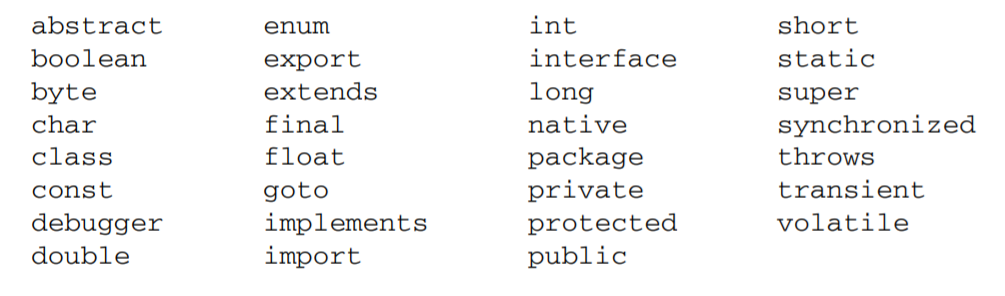 abstract enum int short
boolean export interface static
byte extends long super
char final native synchronized
class float package throws
const goto private transient
debugger implements protected volatile
double import public